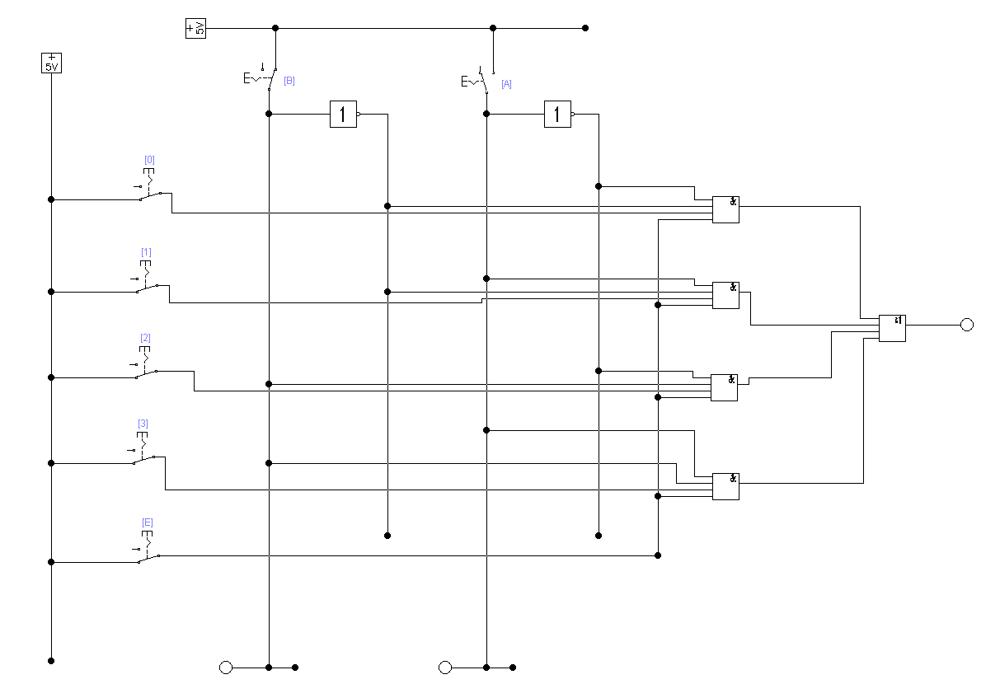 + 5V
+
5V
[B]
[A]
1
1
[0]
&
[1]
&
≥1
[2]
&
[3]
&
[E]